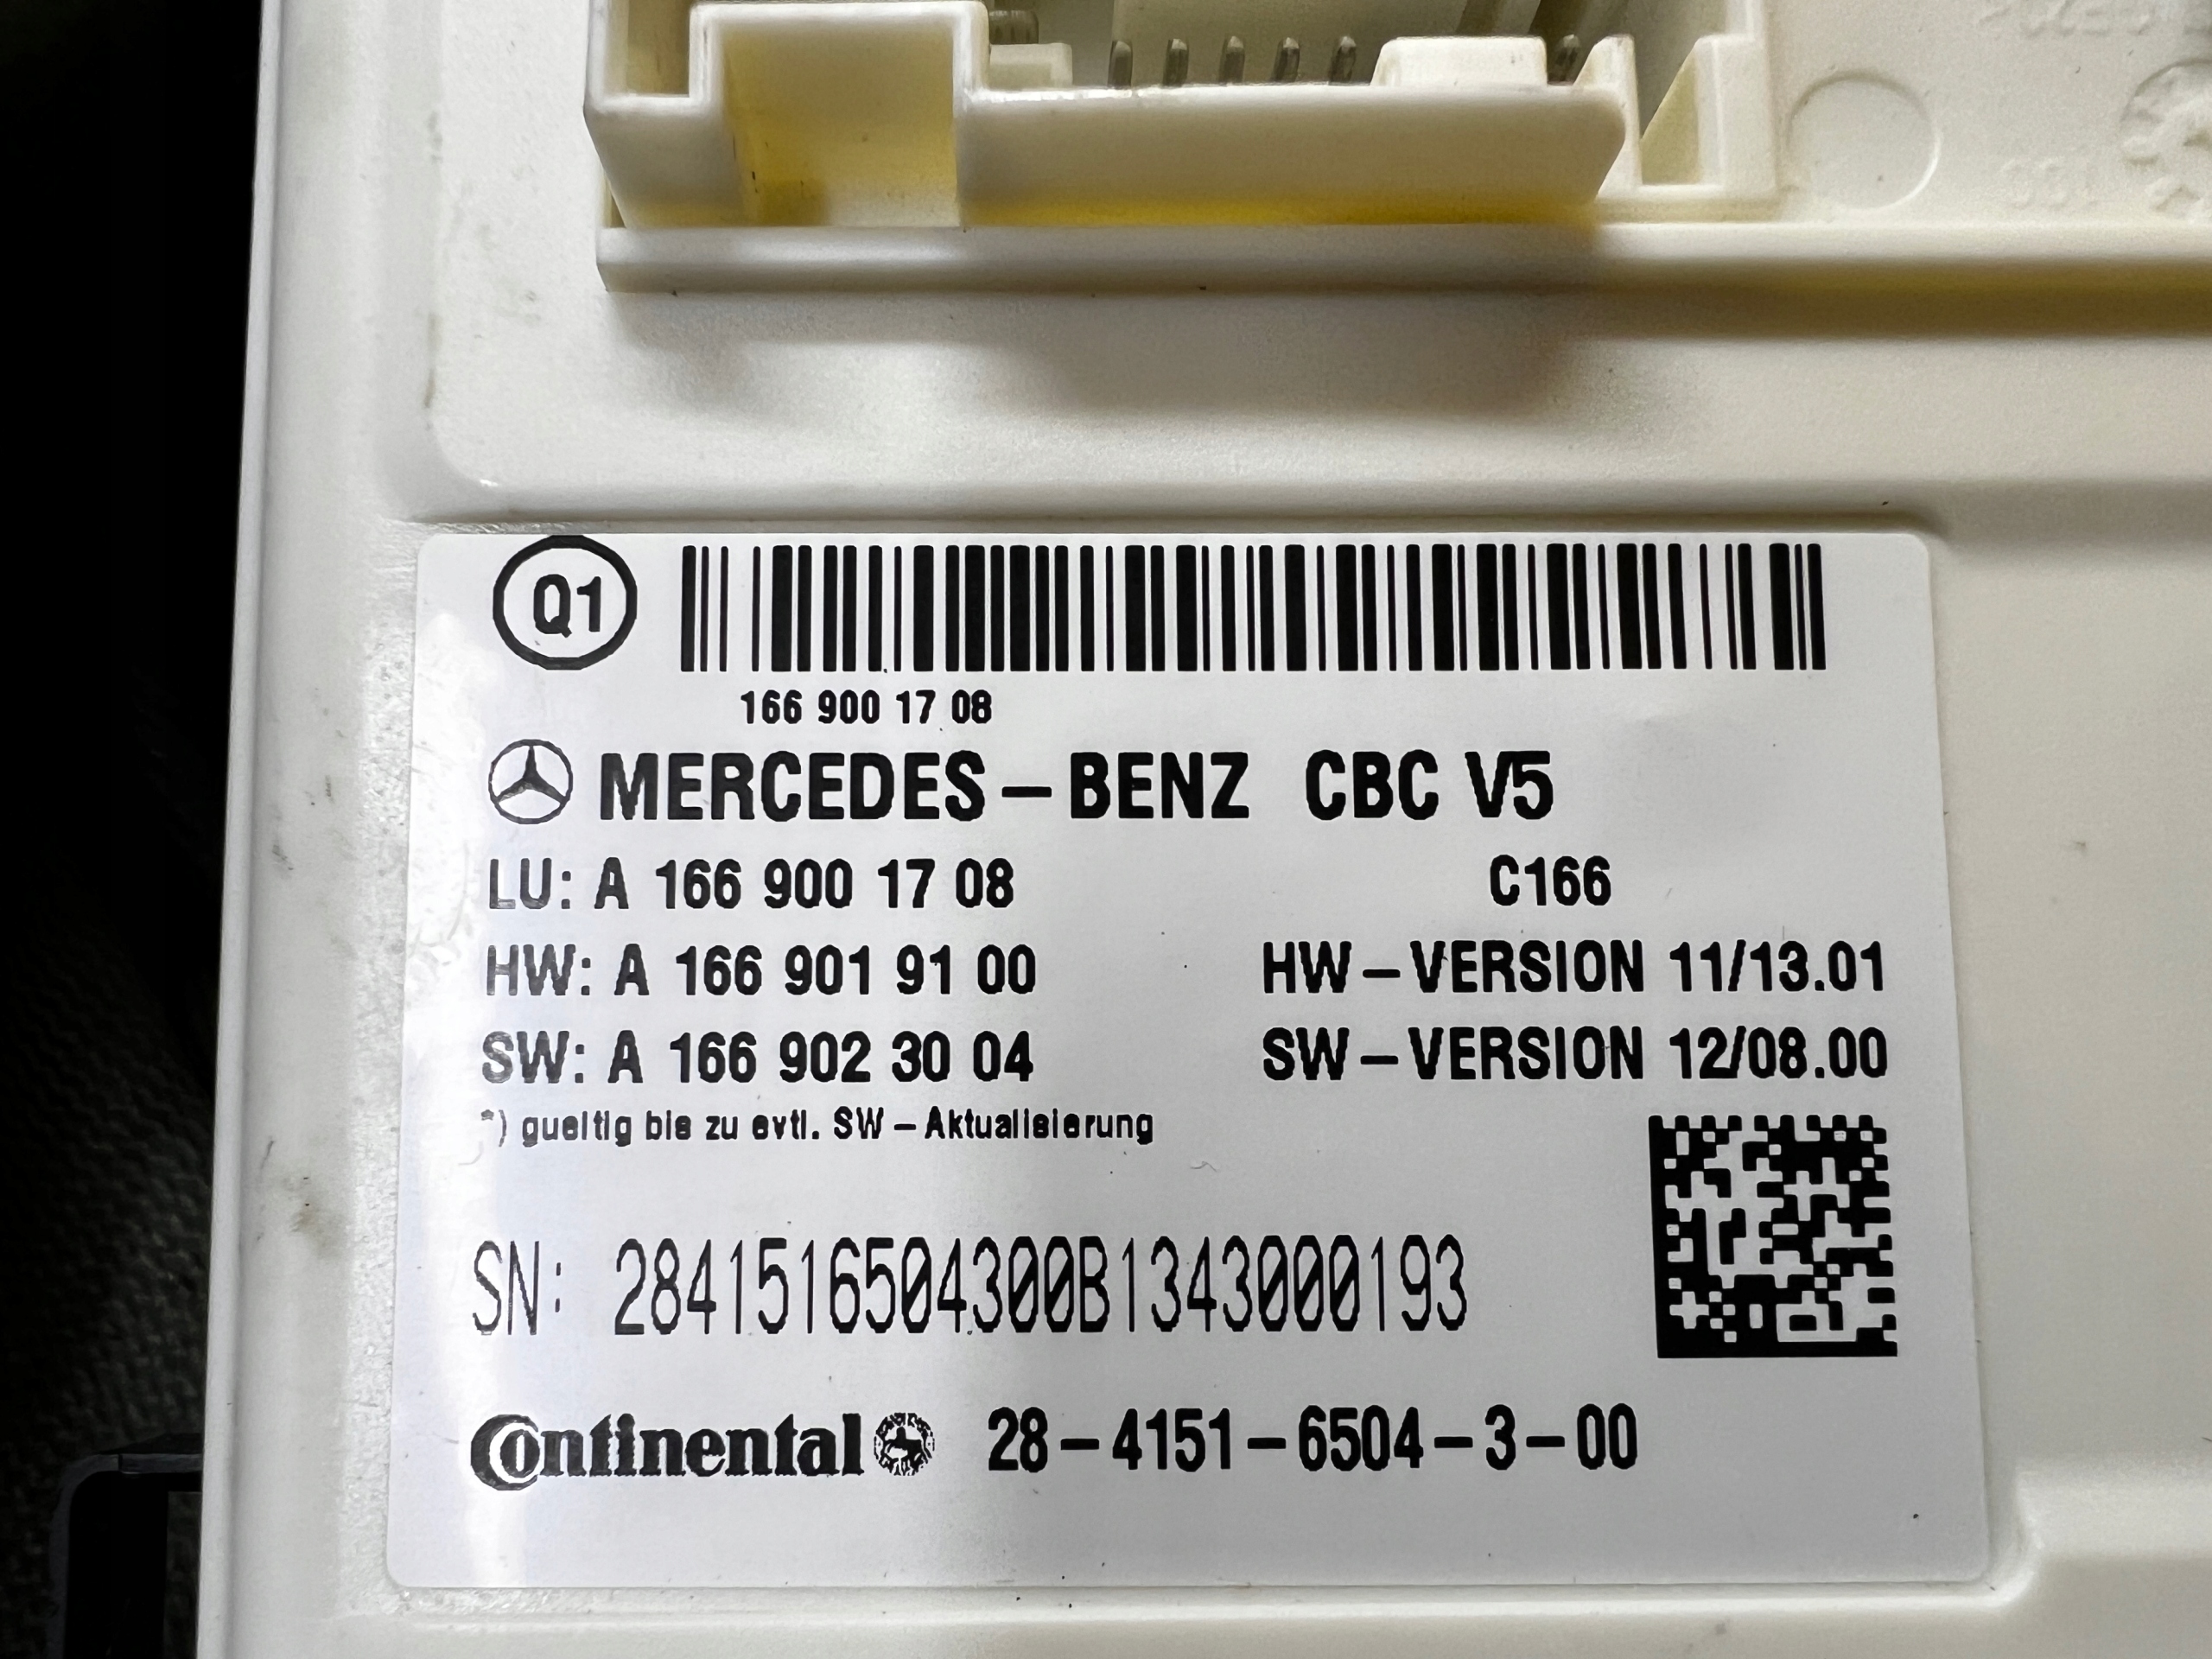 Q1
166 900 17 08
MERCEDES-BENZ CBC V5
LU: A 166 900 17 08 C166
HW: A 166 901 91 00 HW-VERSION 11/13.01
SW: A 166 902 30 04 SW-VERSION 12/08.00
*) gueltig bis zu evtl. SW-Aktualisierung
SN: 2841516504300B1343000193
Continental 28-4151-6504-3-00